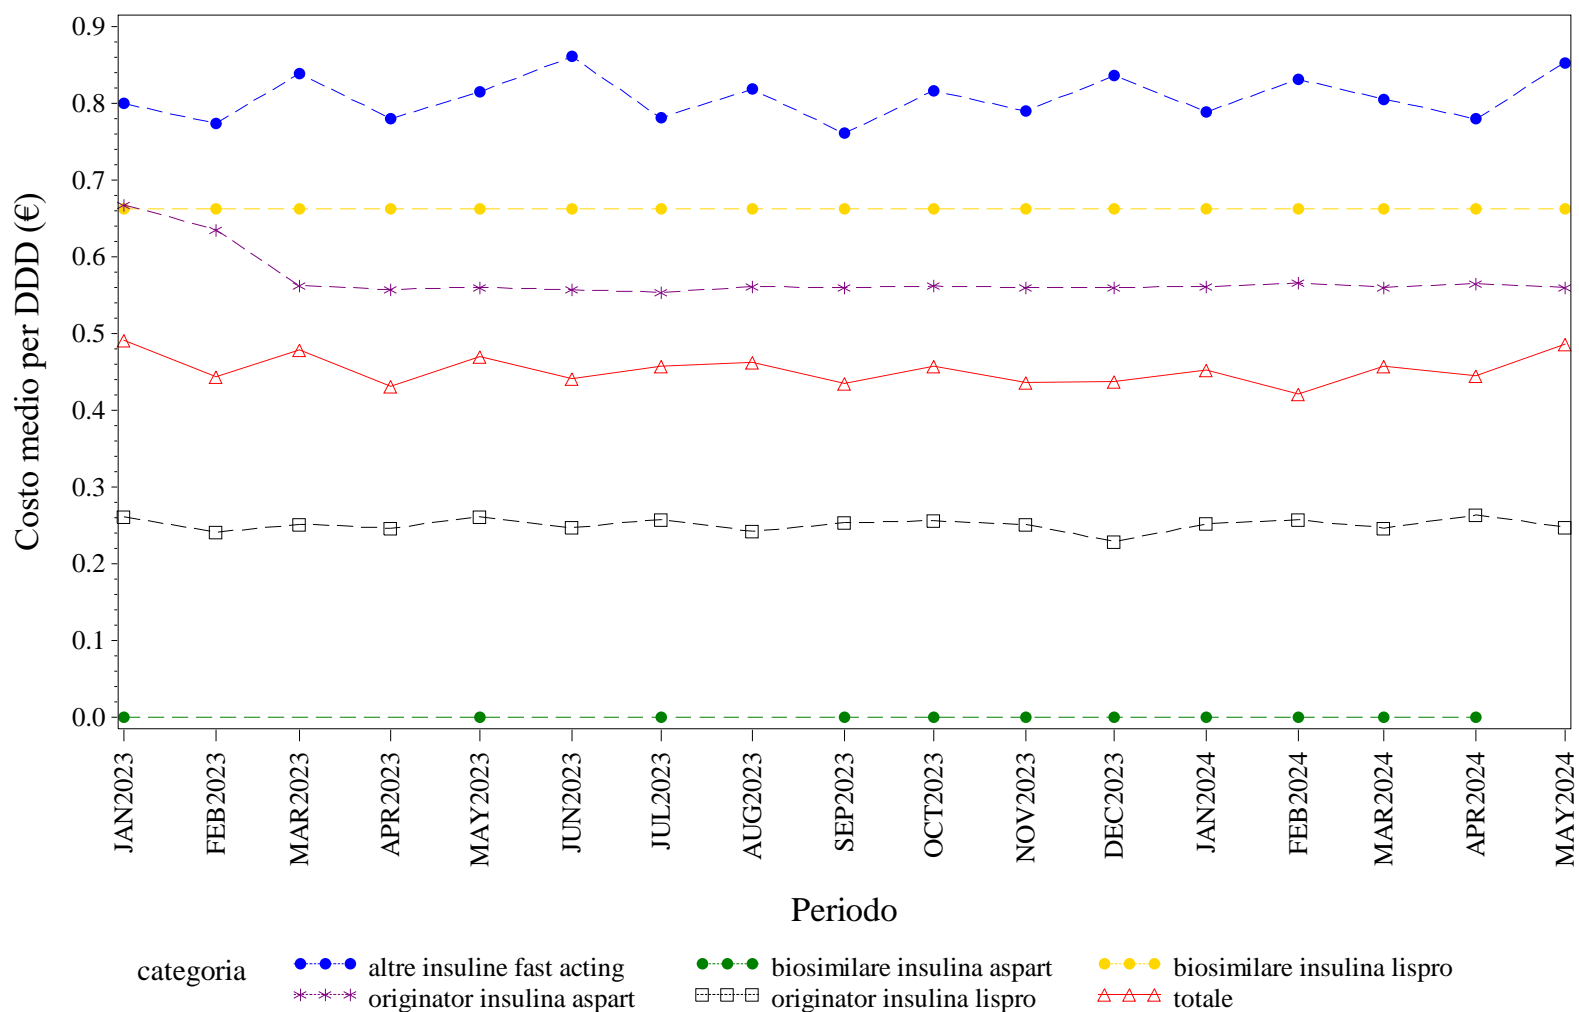 Costo medio per DDD (€)
0.9
0.8
0.7
0.6
0.5
0.4
0.3
0.2
0.1
0.0
JAN2023
FEB2023
MAR2023
APR2023
MAY2023
JUN2023
JUL2023
AUG2023
SEP2023
OCT2023
NOV2023
DEC2023
JAN2024
FEB2024
MAR2024
APR2024
MAY2024
Periodo
categoria
altre insuline fast acting
biosimilare insulina aspart
biosimilare insulina lispro
originator insulina aspart
originator insulina lispro
totale